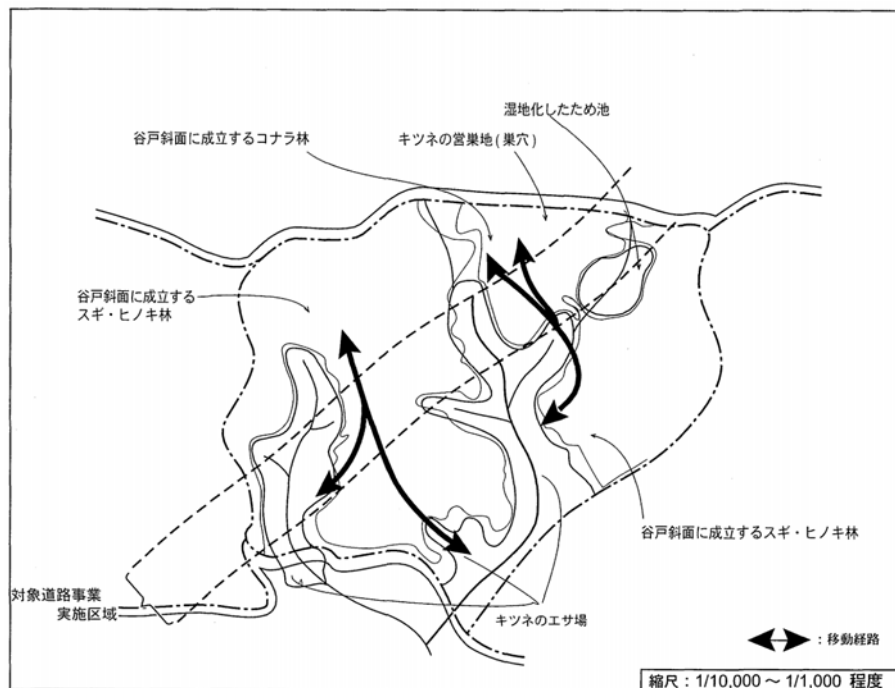 湿地化したため池
谷戸斜面に成立するコナラ林
キツネの営巣地(巣穴)
谷戸斜面に成立する
スギ・ヒノキ林
谷戸斜面に成立するスギ・ヒノキ林
対象道路事業
実施区域
キツネのエサ場
:移動経路
縮尺:1/10,000 ~ 1/1,000 程度